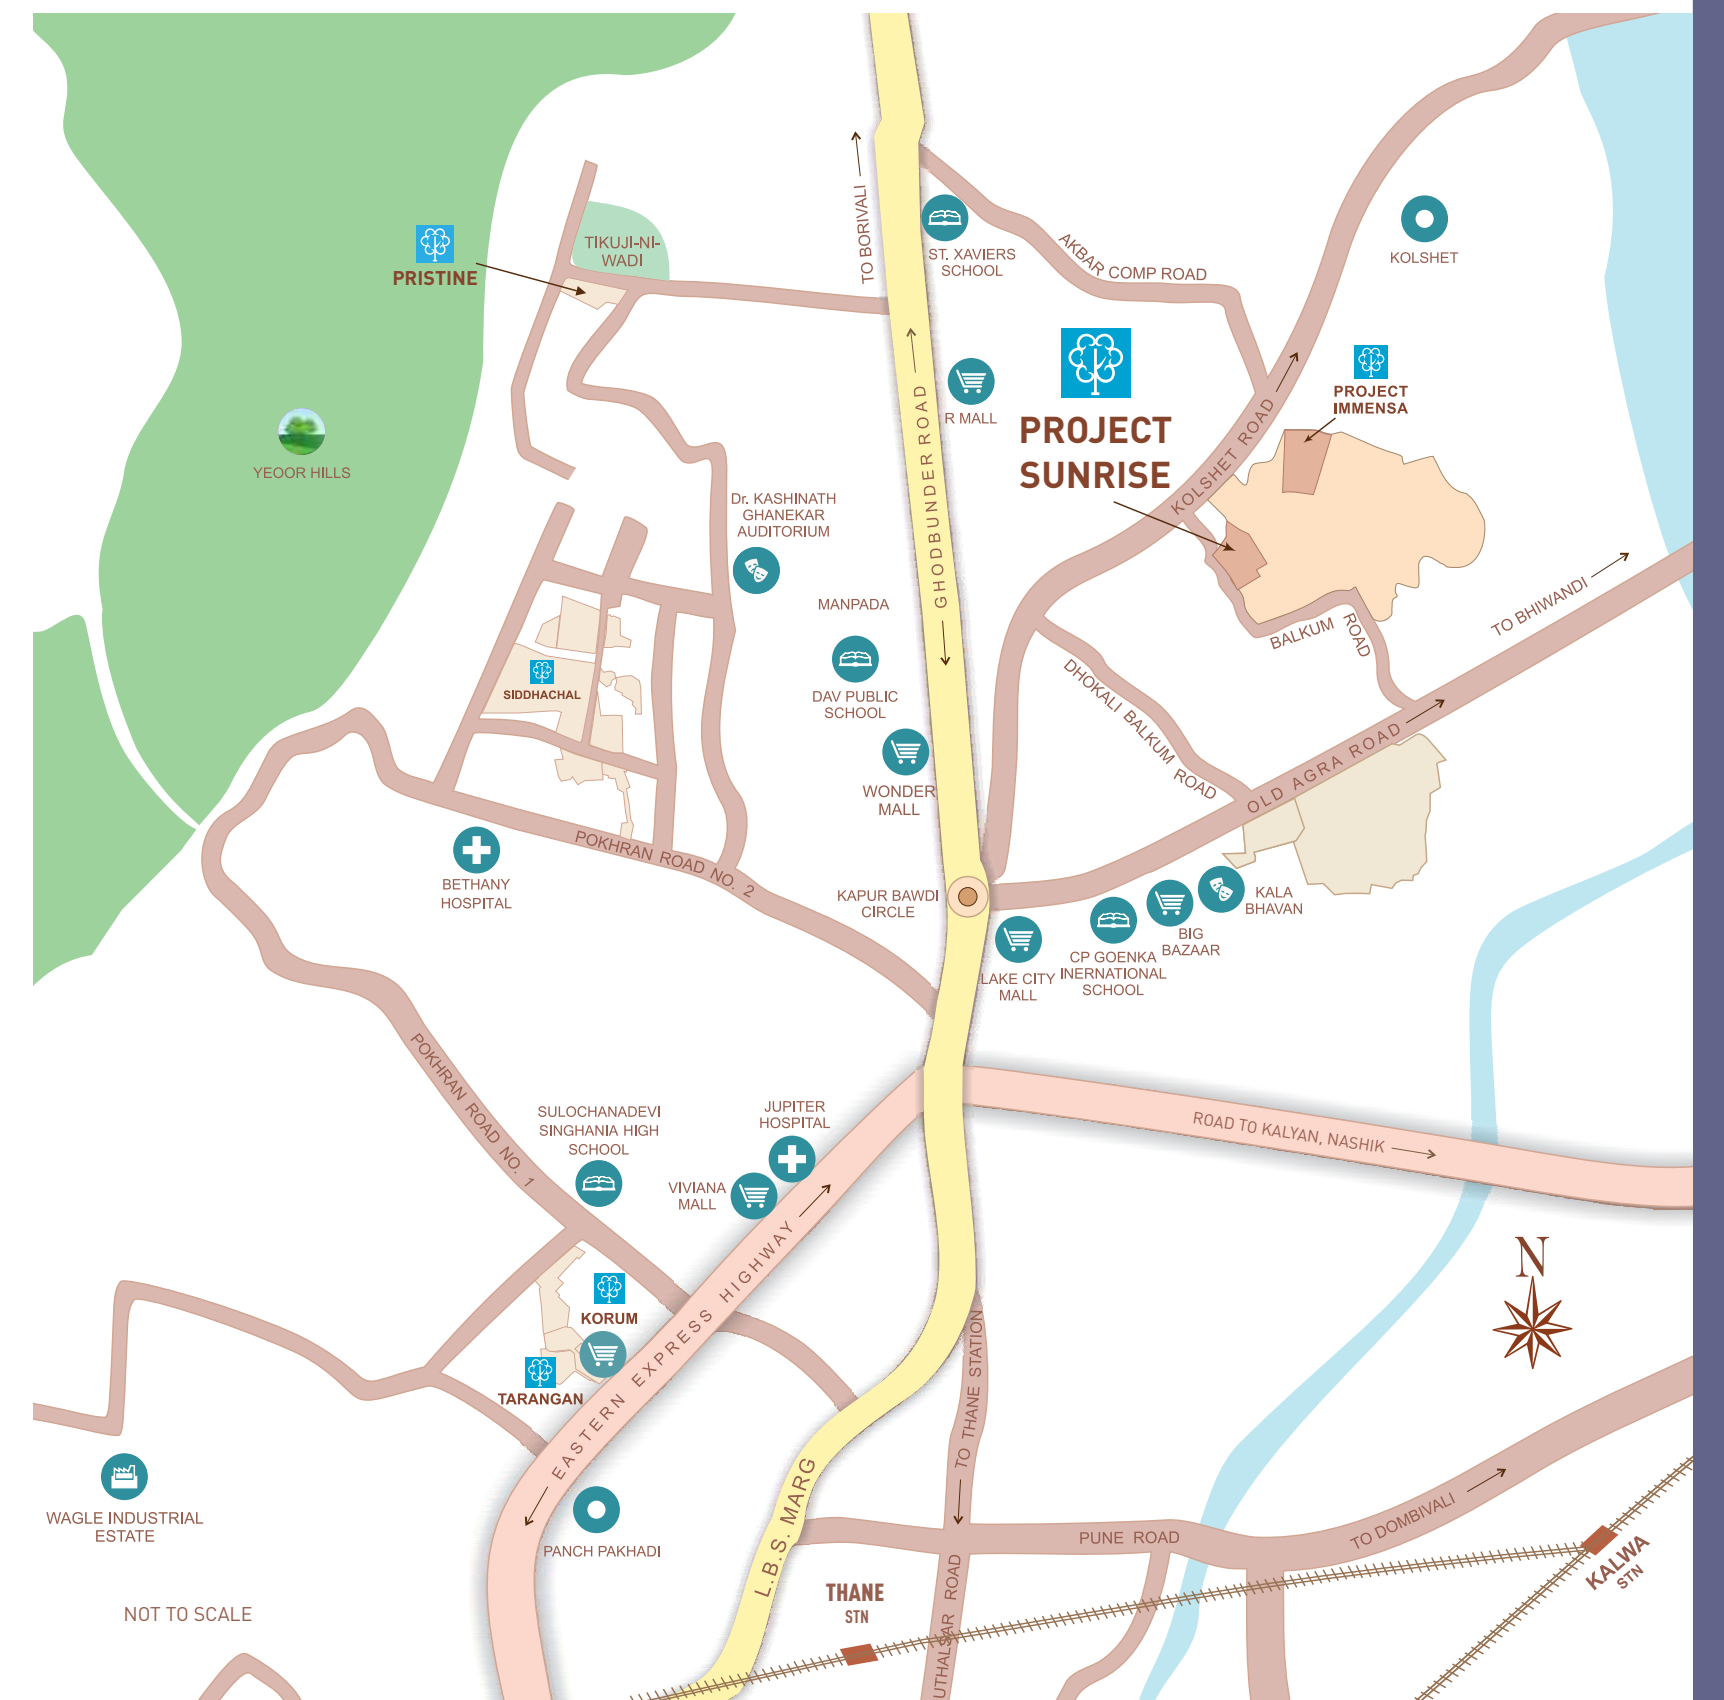 TO BORIVALI
TIKUJI-NI-
WADI
PRISTINE
ST. XAVIERS
SCHOOL
AKBAR COMP ROAD
KOLSHET
R MALL
PROJECT
SUNRISE
PROJECT
IMMENSA
KOLSHET ROAD
GHODBUNDER ROAD
YEOOR HILLS
Dr. KASHINATH
GHANEKAR
AUDITORIUM
MANPADA
DAV PUBLIC
SCHOOL
SIDDHACHAL
BALKUM ROAD
TO BHIWANDI
DHOKALI BALKUM ROAD
OLD AGRA ROAD
WONDER
MALL
POKHRAN ROAD NO. 2
BETHANY
HOSPITAL
KAPUR BAWDI
CIRCLE
KALA
BHAVAN
BIG
BAZAAR
CP GOENKA
INERNATIONAL
SCHOOL
LAKE CITY
MALL
POKHRAN ROAD NO. 1
SULOCHANADEVI
SINGHANIA HIGH
SCHOOL
JUPITER
HOSPITAL
VIVIANA
MALL
ROAD TO KALYAN, NASHIK
EASTERN EXPRESS HIGHWAY
N
KORUM
TARANGAN
TO THANE STATION
WAGLE INDUSTRIAL
ESTATE
PANCH PAKHADI
L.B.S. MARG
PUNE ROAD
TO DOMBIVALI
KALWA
STN
THANE
STN
UTHALSAR ROAD
NOT TO SCALE